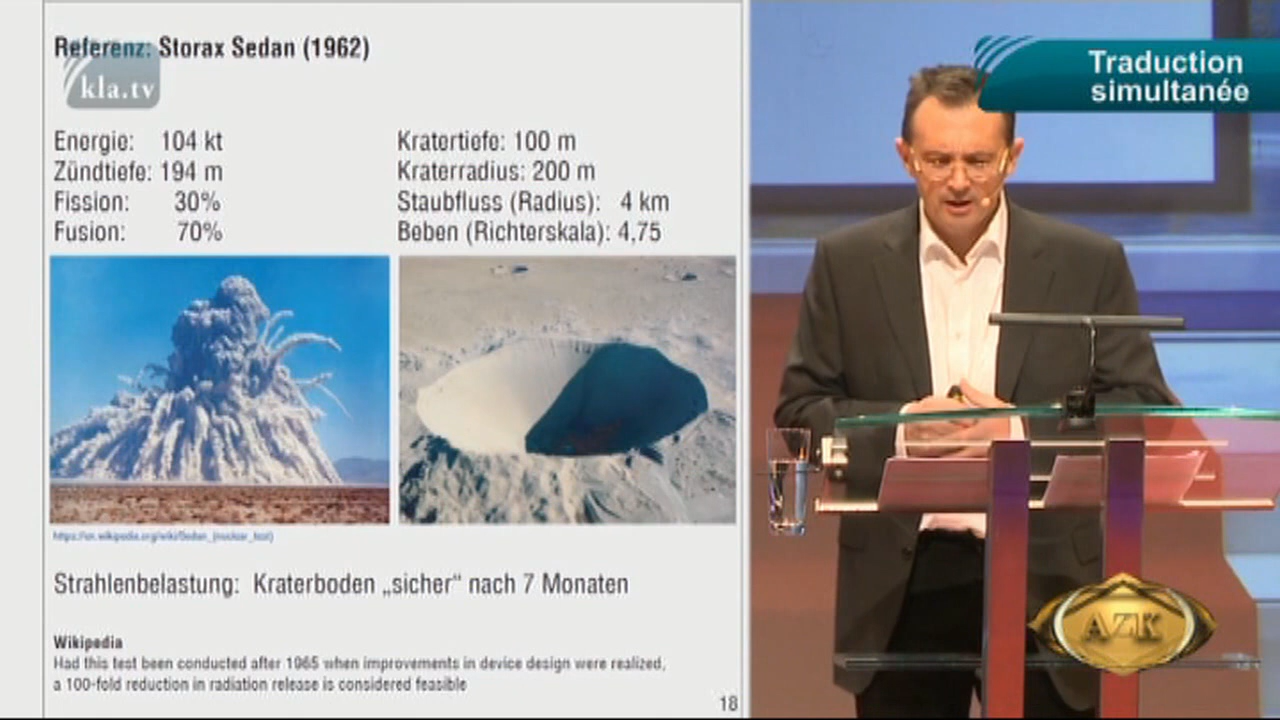 Referenz: Storax Sedan (1962)
kla.tv
Energie: 104 kt
Zündtiefe: 194 m
Fission: 30%
Fusion: 70%
Kratertiefe: 100 m
Kraterradius: 200 m
Staubfluss (Radius): 4 km
Beben (Richterskala): 4,75
https://en.wikipedia.org/wiki/Sedan_(nuclear_test)
Strahlenbelastung: Kraterboden „sicher“ nach 7 Monaten
Wikipedia
Had this test been conducted after 1965 when improvements in device design were realized,
a 100-fold reduction in radiation release is considered feasible
18
Traduction
simultanée
AZK